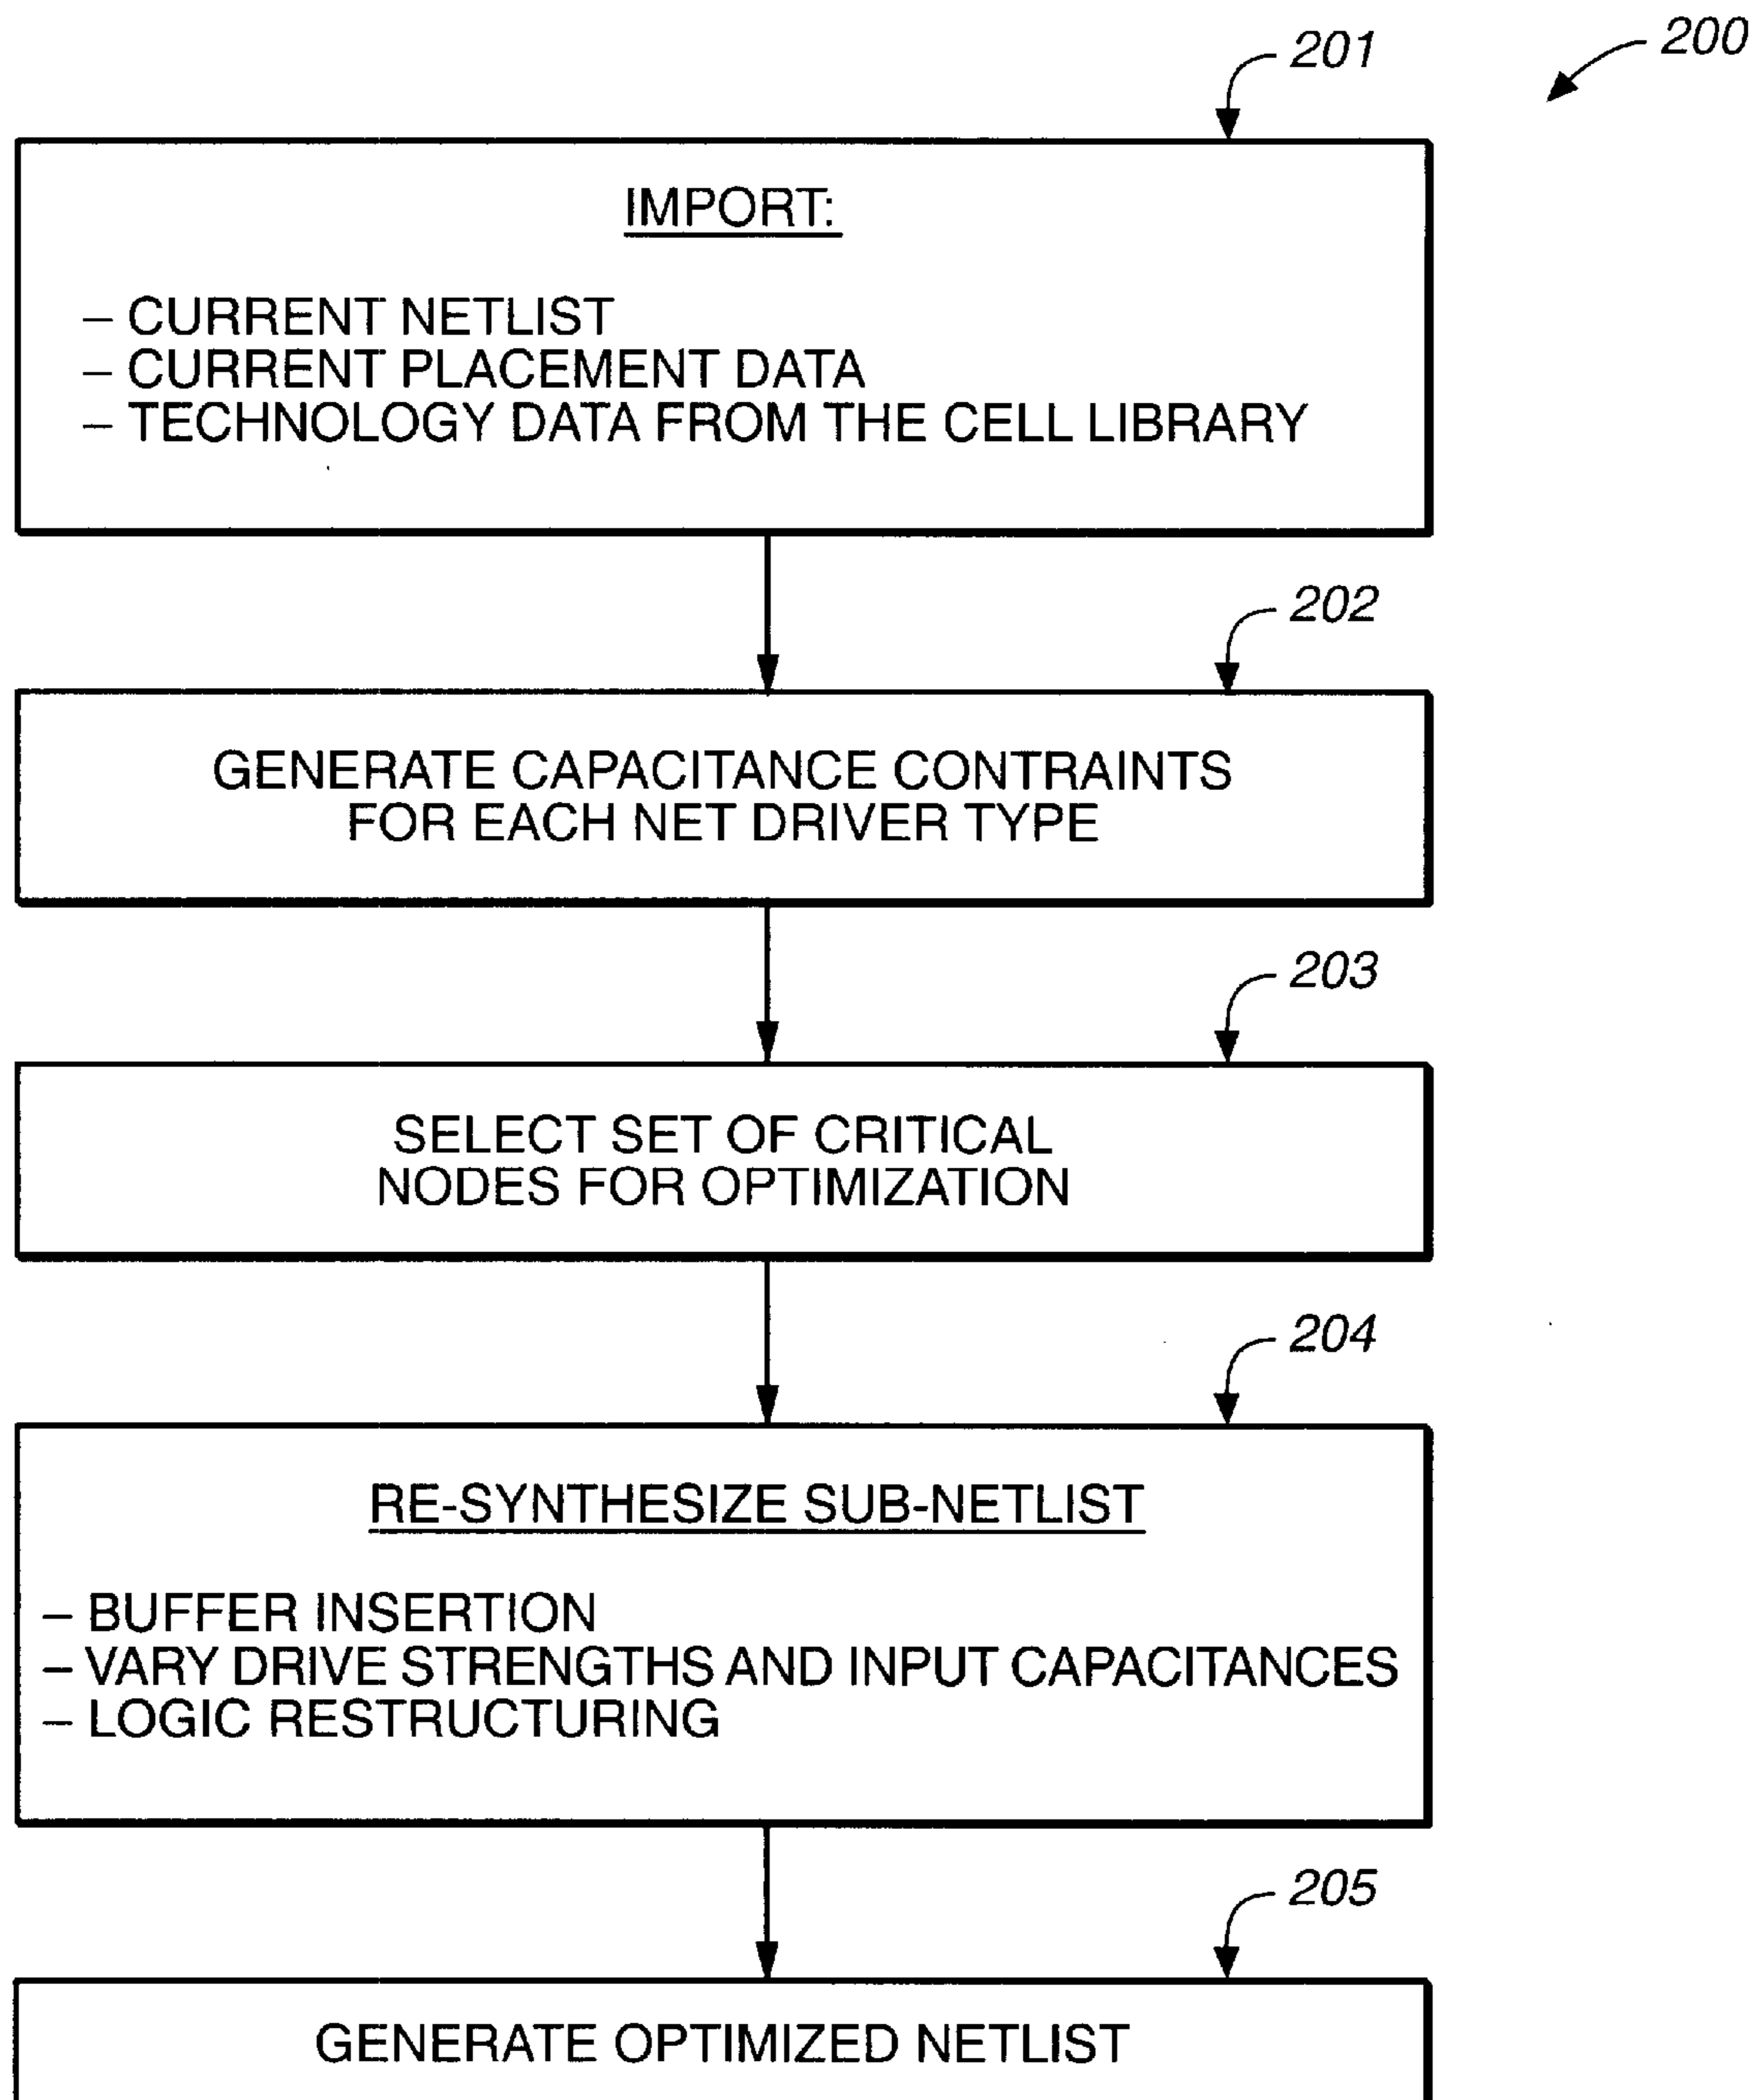 200
201
IMPORT:
– CURRENT NETLIST
– CURRENT PLACEMENT DATA
– TECHNOLOGY DATA FROM THE CELL LIBRARY
202
GENERATE CAPACITANCE CONTRAINTS
FOR EACH NET DRIVER TYPE
203
SELECT SET OF CRITICAL
NODES FOR OPTIMIZATION
204
RE-SYNTHESIZE SUB-NETLIST
– BUFFER INSERTION
– VARY DRIVE STRENGTHS AND INPUT CAPACITANCES
– LOGIC RESTRUCTURING
205
GENERATE OPTIMIZED NETLIST